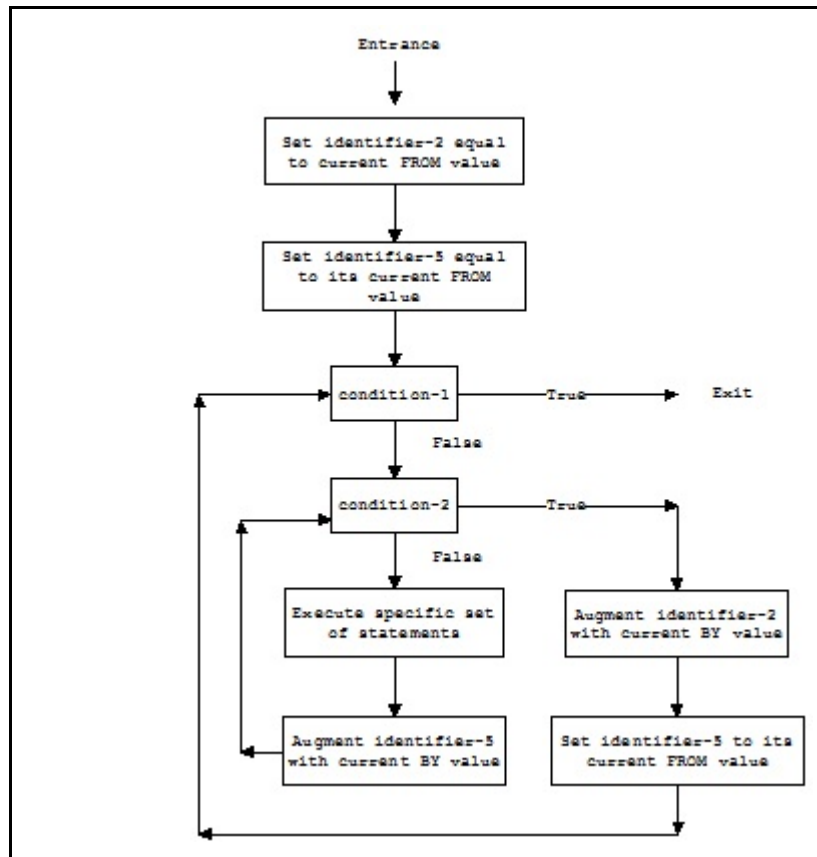 Entrance
Set identifier-2 equal
to current FROM value
Set identifier-5 equal
to its current FROM
value
condition-1
True
Exit
False
condition-2
True
False
Execute specific set
of statements
Augment identifier-2
with current BY value
Augment identifier-5
with current BY value
Set identifier-5 to its
current FROM value